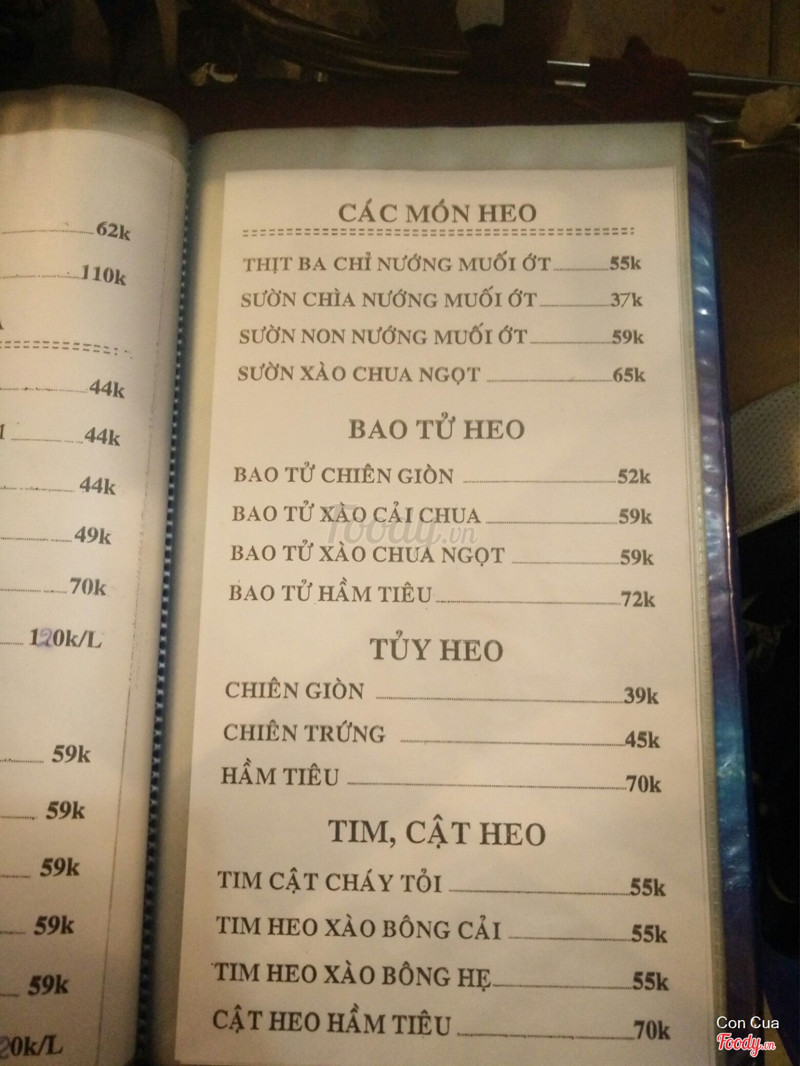 62k
110k
44k
44k
44k
49k
70k
120k/L
59k
59k
59k
59k
59k
20k/L
CÁC MÓN HEO
THỊT BA CHỈ NƯỚNG MUỐI ỚT 55k
SƯỜN CHÌA NƯỚNG MUỐI ỚT 37k
SƯỜN NON NƯỚNG MUỐI ỚT 59k
SƯỜN XÀO CHUA NGỌT 65k
BAO TỬ HEO
BAO TỬ CHIÊN GIÒN 52k
BAO TỬ XÀO CẢI CHUA 59k
BAO TỬ XÀO CHUA NGỌT 59k
BAO TỬ HẦM TIÊU 72k
TỦY HEO
CHIÊN GIÒN 39k
CHIÊN TRỨNG 45k
HẦM TIÊU 70k
TIM, CẬT HEO
TIM CẬT CHÁY TỎI 55k
TIM HEO XÀO BÔNG CẢI 55k
TIM HEO XÀO BÔNG HẸ 55k
CẬT HEO HẦM TIÊU 70k
Foody.vn
Con Cua
Foody.vn